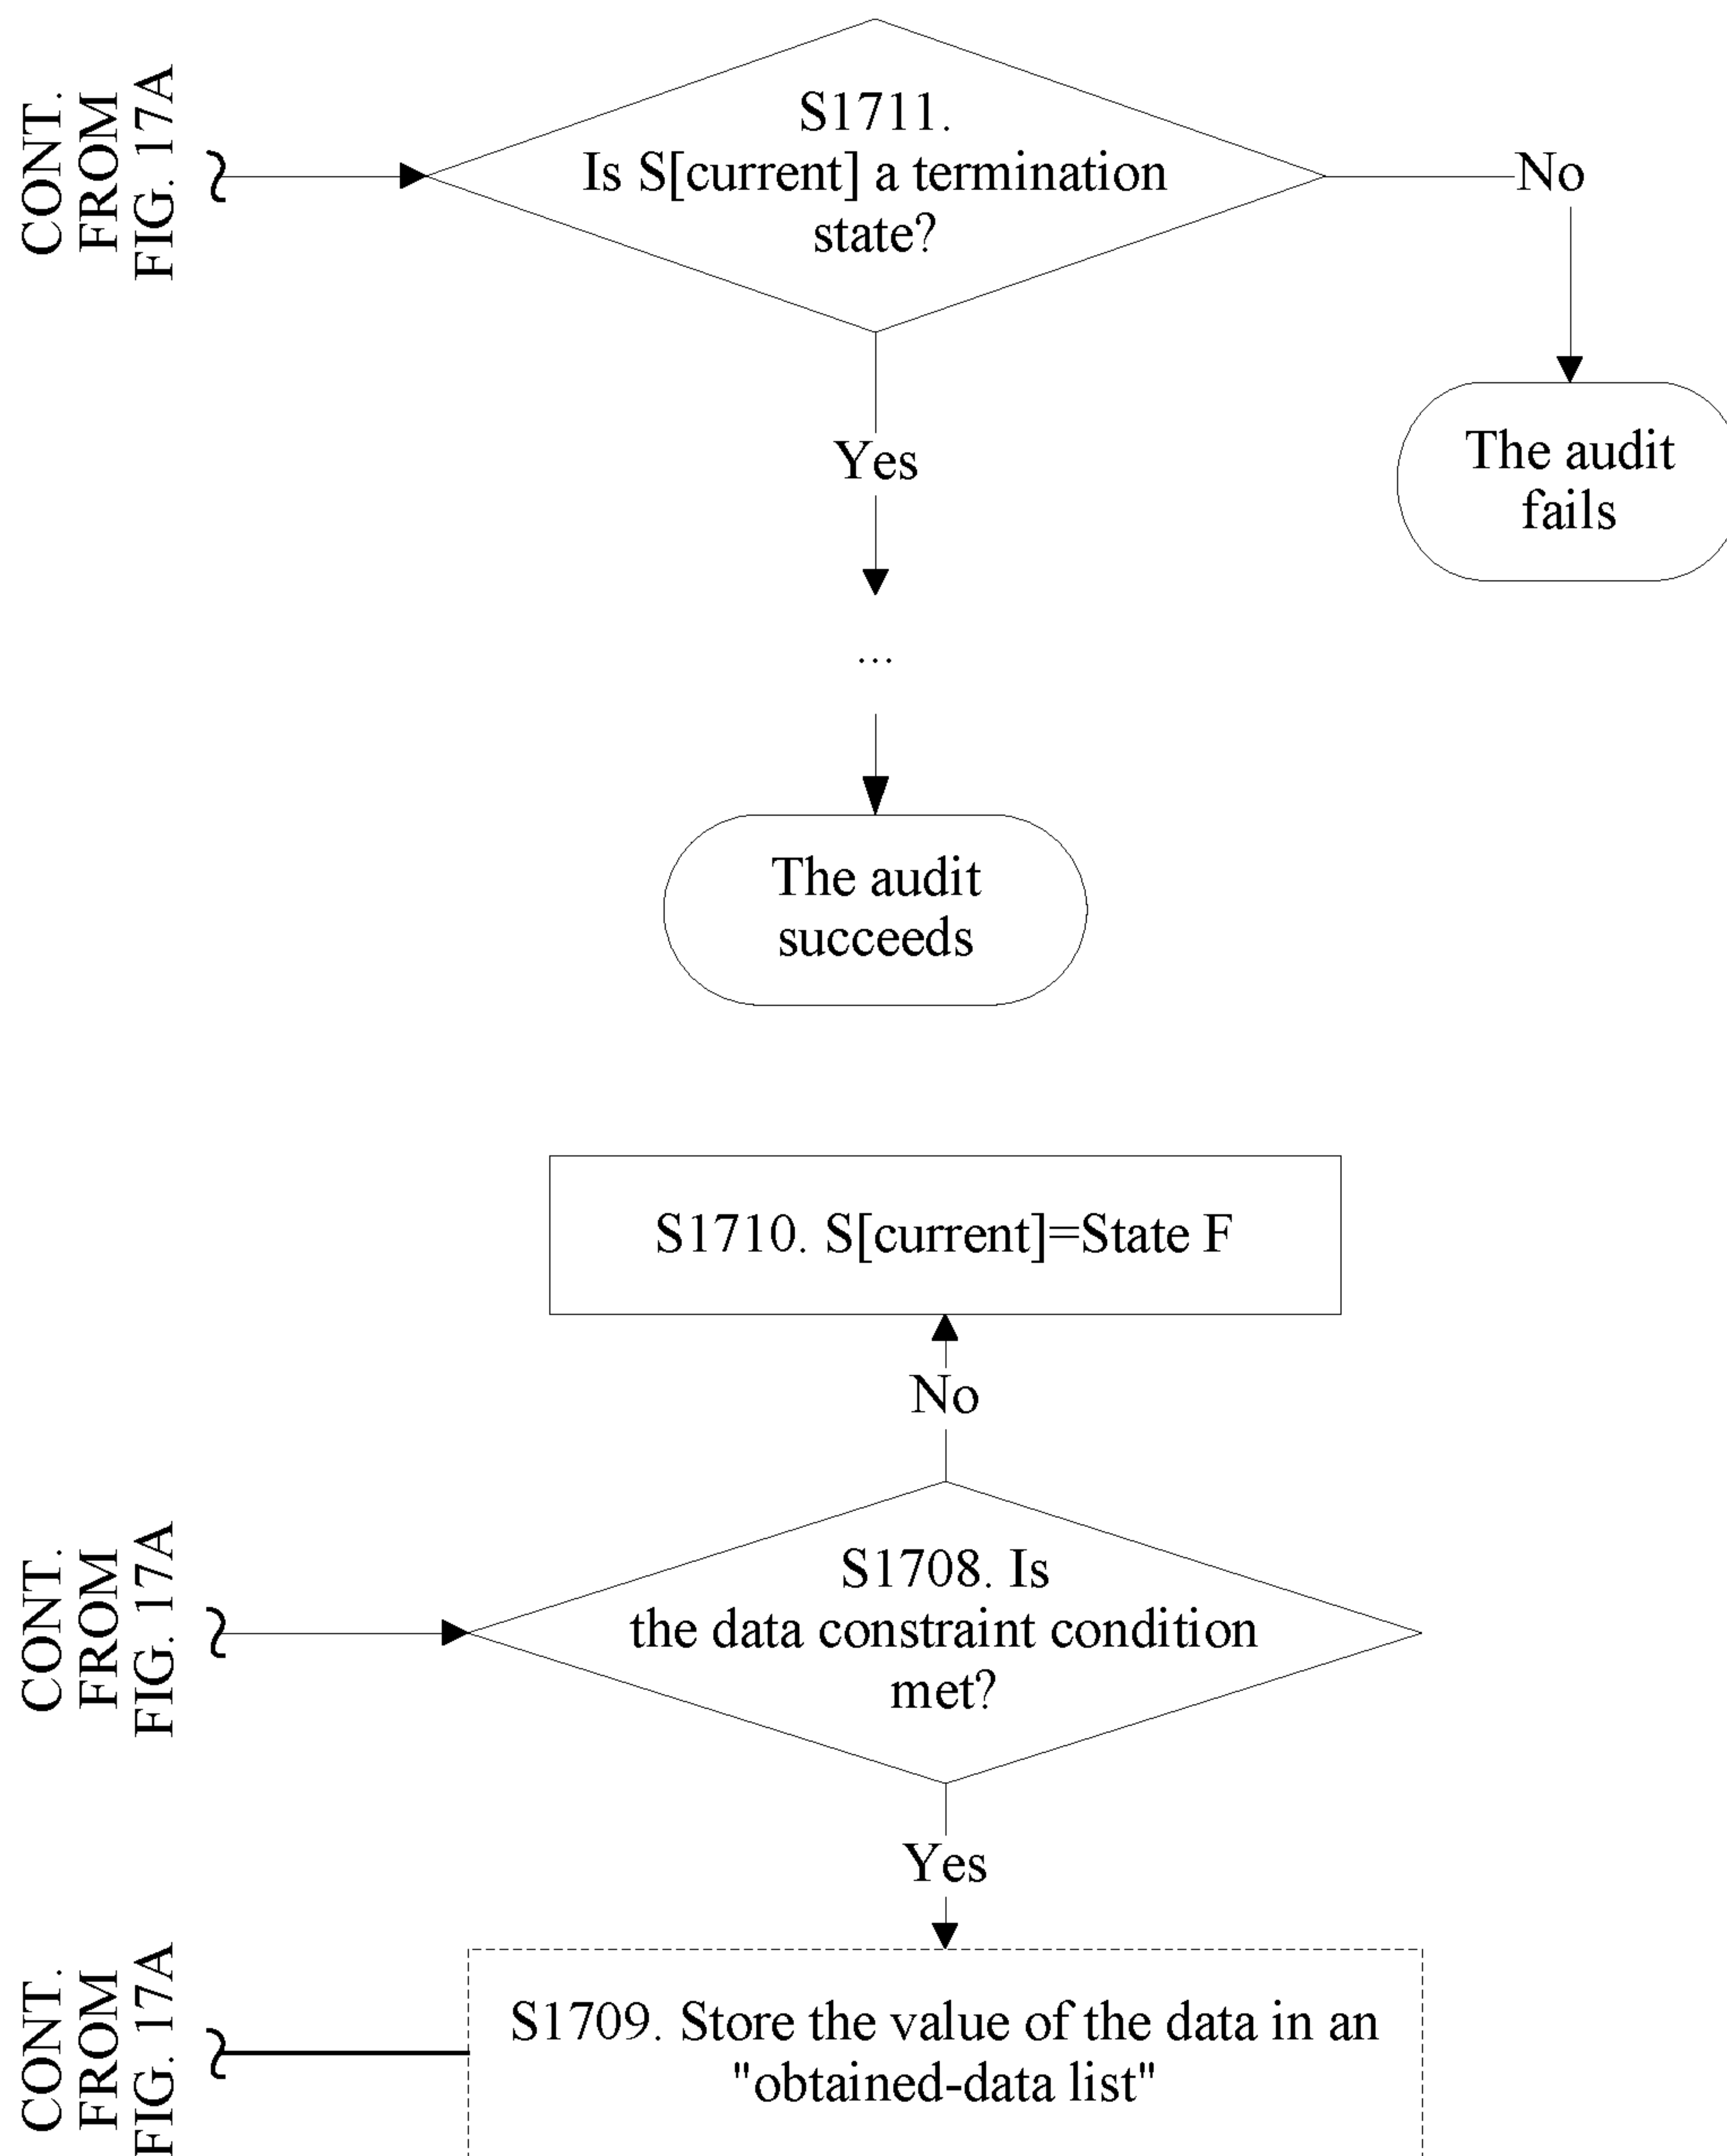 CONT.
FROM
FIG. 17A
S1711.
Is S[current] a termination
state?
No
The audit
fails
Yes
...
The audit
succeeds
S1710. S[current]=State F
No
CONT.
FROM
FIG. 17A
S1708. Is
the data constraint condition
met?
Yes
CONT.
FROM
FIG. 17A
S1709. Store the value of the data in an
"obtained-data list"